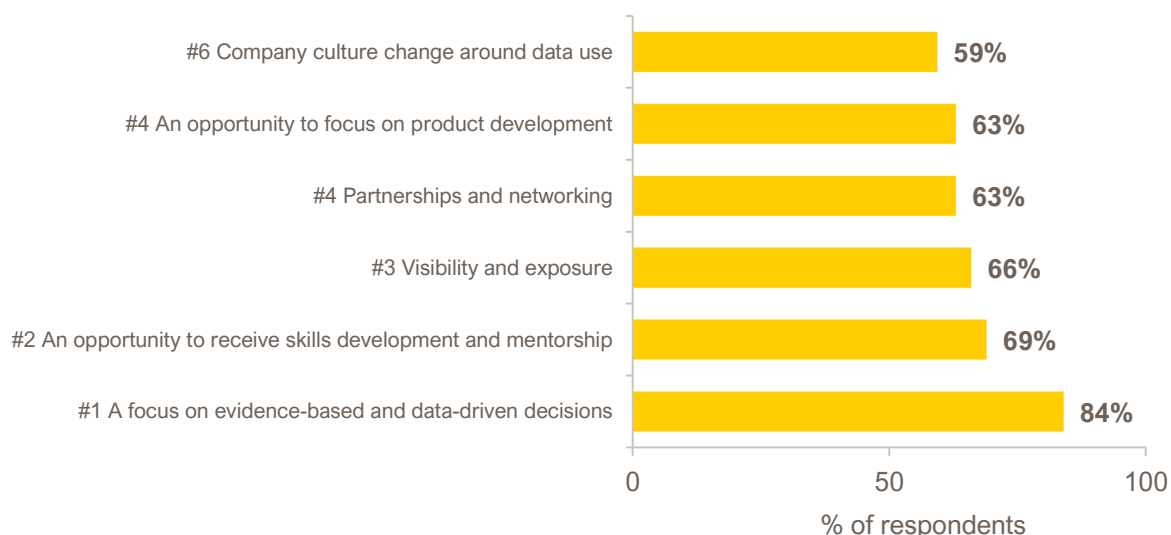 #6 Company culture change around data use
59%
#4 An opportunity to focus on product development
63%
#4 Partnerships and networking
63%
#3 Visibility and exposure
66%
#2 An opportunity to receive skills development and mentorship
69%
#1 A focus on evidence-based and data-driven decisions
84%
0
50
100
% of respondents